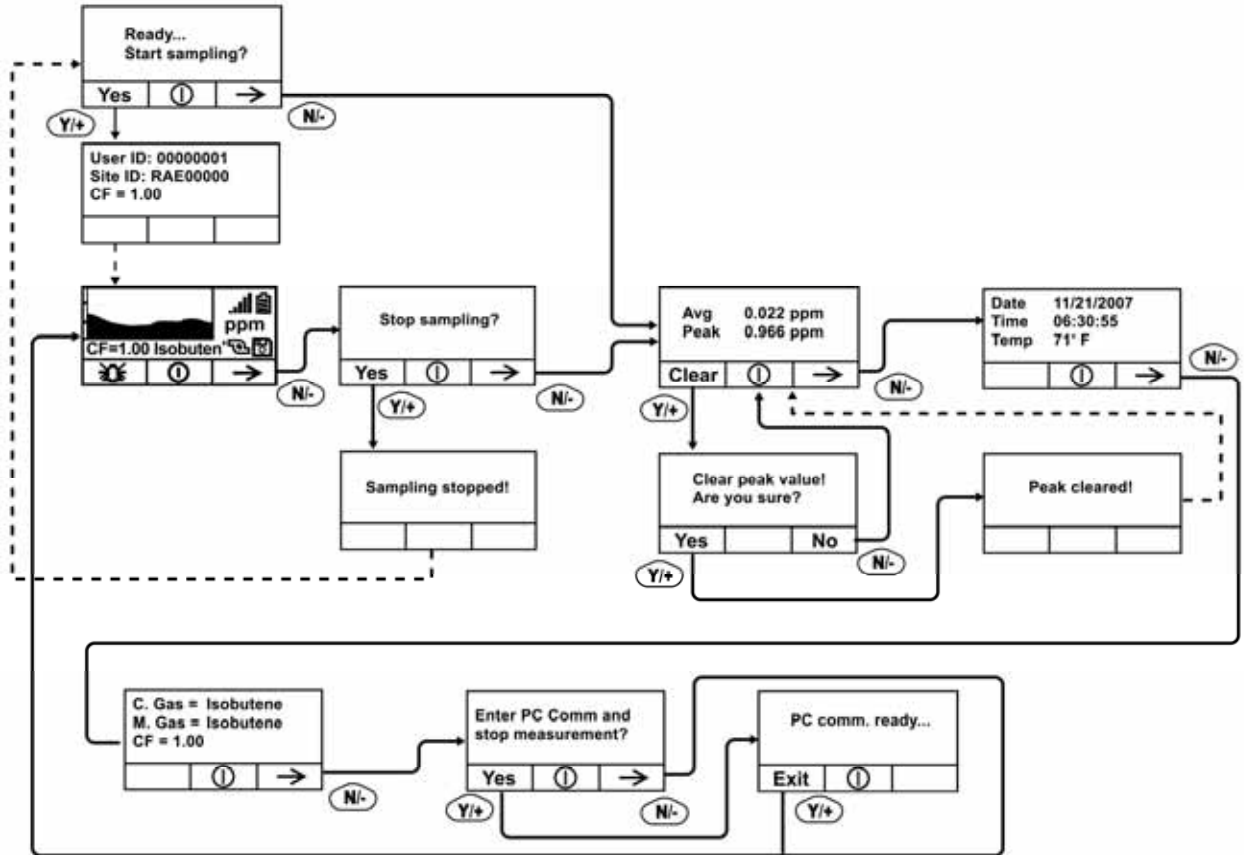 Ready...
Start sampling?
Yes
N/-
Y/+
User ID: 00000001
Site ID: RAE00000
CF = 1.00
ppm
CF=1.00 Isobuten
N/-
Stop sampling?
Yes
N/-
Y/+
Sampling stopped!
Avg 0.022 ppm
Peak 0.966 ppm
Clear
N/-
Y/+
Date 11/21/2007
Time 06:30:55
Temp 71° F
N/-
Clear peak value!
Are you sure?
Yes No
N/-
Y/+
Peak cleared!
C. Gas = Isobutene
M. Gas = Isobutene
CF = 1.00
N/-
Enter PC Comm and
stop measurement?
Yes
Y/+
N/-
PC comm. ready...
Exit
Y/+